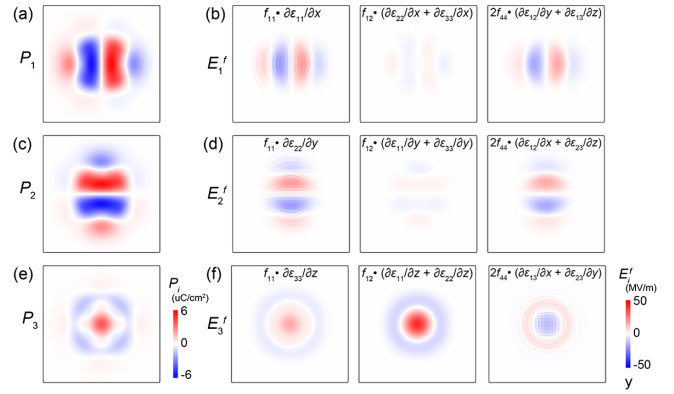 (a)
P₁
(b)
E₁ᶠ
f₁₁• ∂ε₁₁/∂x
f₁₂• (∂ε₂₂/∂x + ∂ε₃₃/∂x)
2f₄₄• (∂ε₁₂/∂y + ∂ε₁₃/∂z)
(c)
P₂
(d)
E₂ᶠ
f₁₁• ∂ε₂₂/∂y
f₁₂• (∂ε₁₁/∂y + ∂ε₃₃/∂y)
2f₄₄• (∂ε₁₂/∂x + ∂ε₂₃/∂z)
(e)
P₃
Pᵢ
(uC/cm²)
6
0
-6
(f)
E₃ᶠ
f₁₁• ∂ε₃₃/∂z
f₁₂• (∂ε₁₁/∂z + ∂ε₂₂/∂z)
2f₄₄• (∂ε₁₃/∂x + ∂ε₂₃/∂y)
Eᵢᶠ
(MV/m)
50
0
-50
y